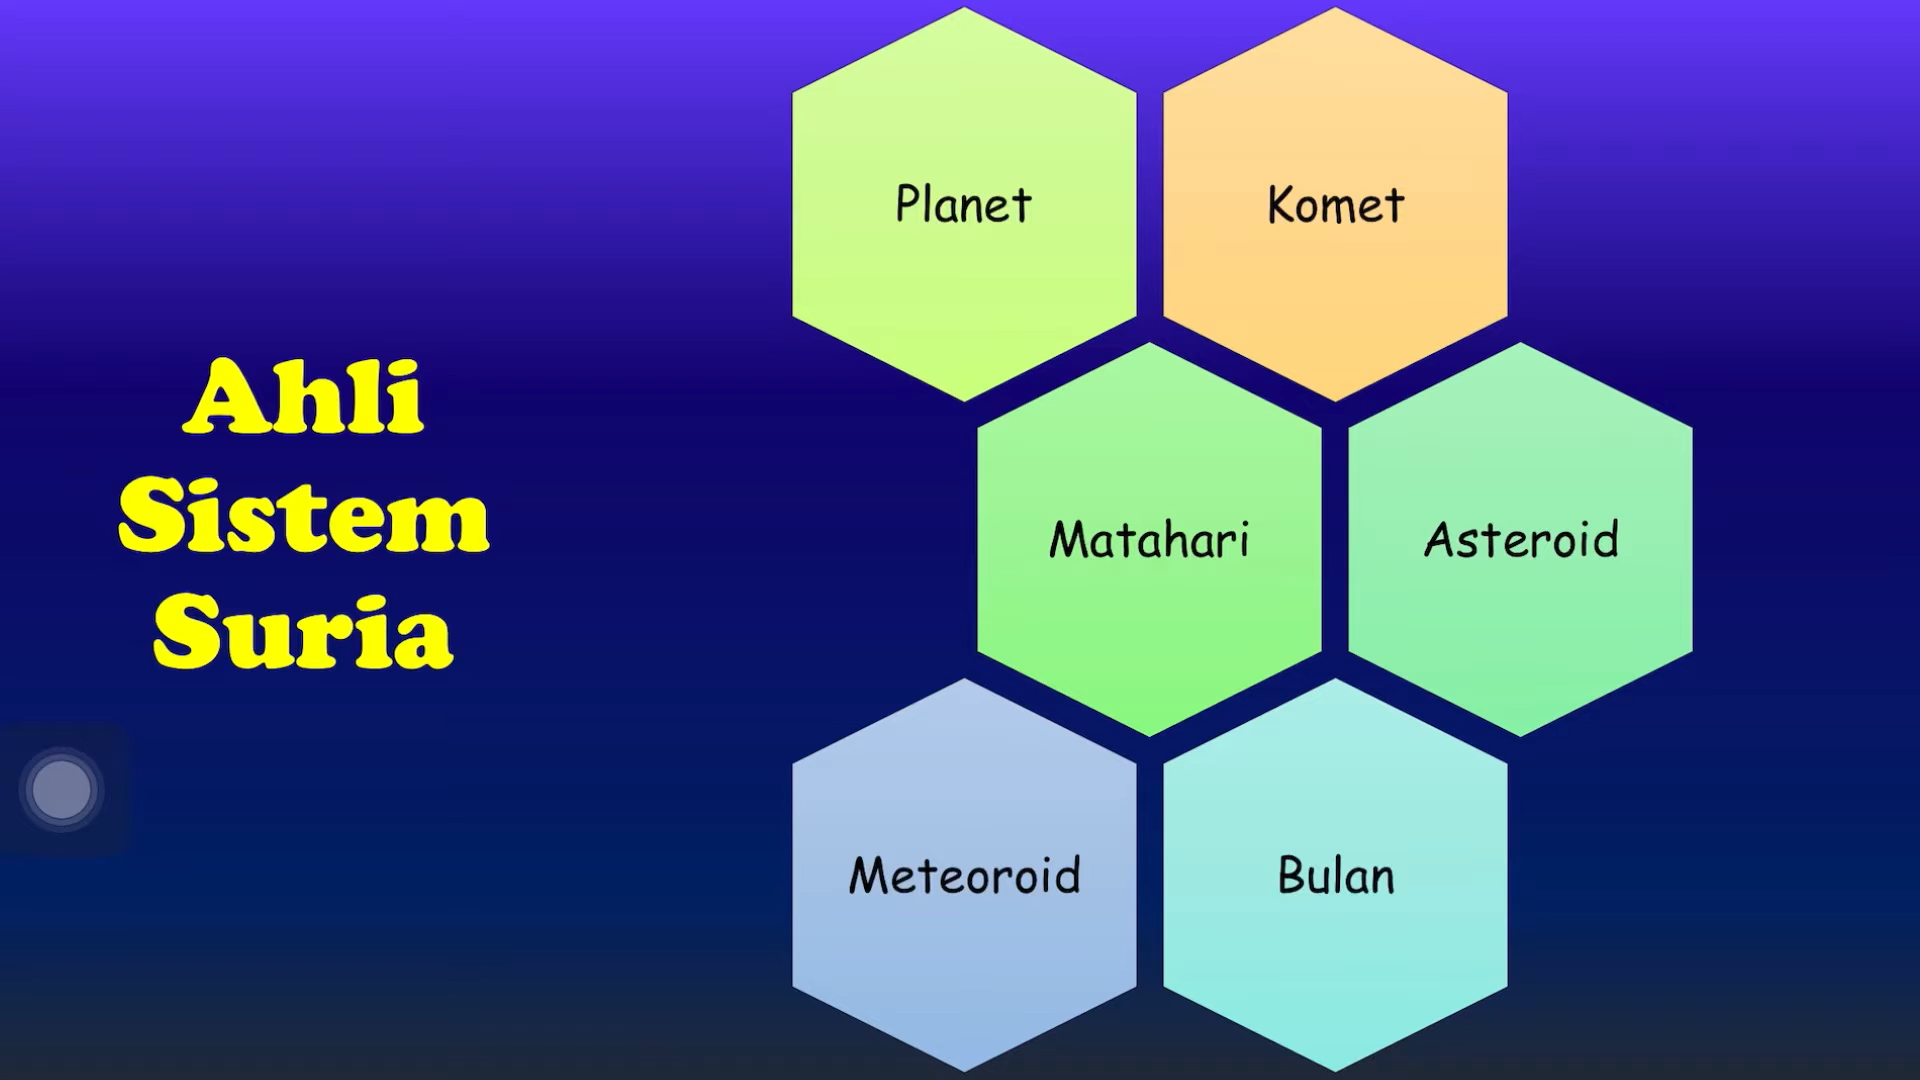 Ahli
Sistem
Suria
Planet
Komet
Matahari
Asteroid
Meteoroid
Bulan